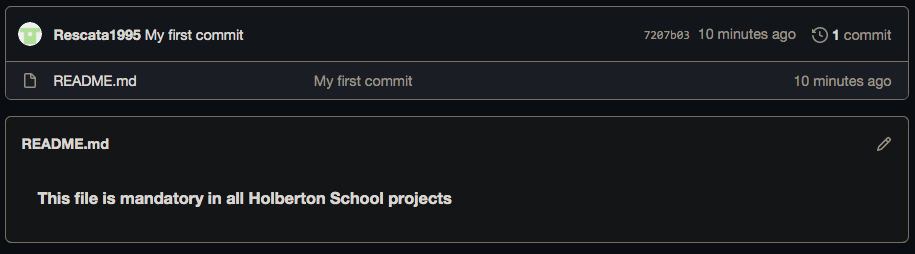 Rescata1995 My first commit 7207b03 10 minutes ago 1 commit
README.md My first commit 10 minutes ago
README.md
This file is mandatory in all Holberton School projects